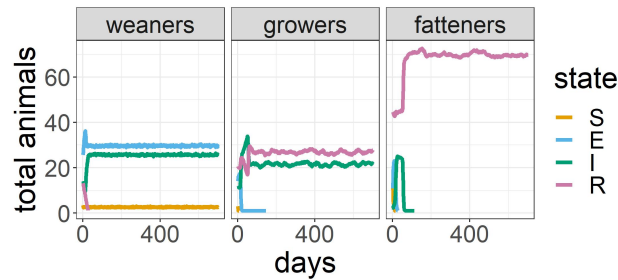 weaners growers fatteners
total animals
60
40
20
0
0 400 0 400 0 400
days
state
S
E
I
R